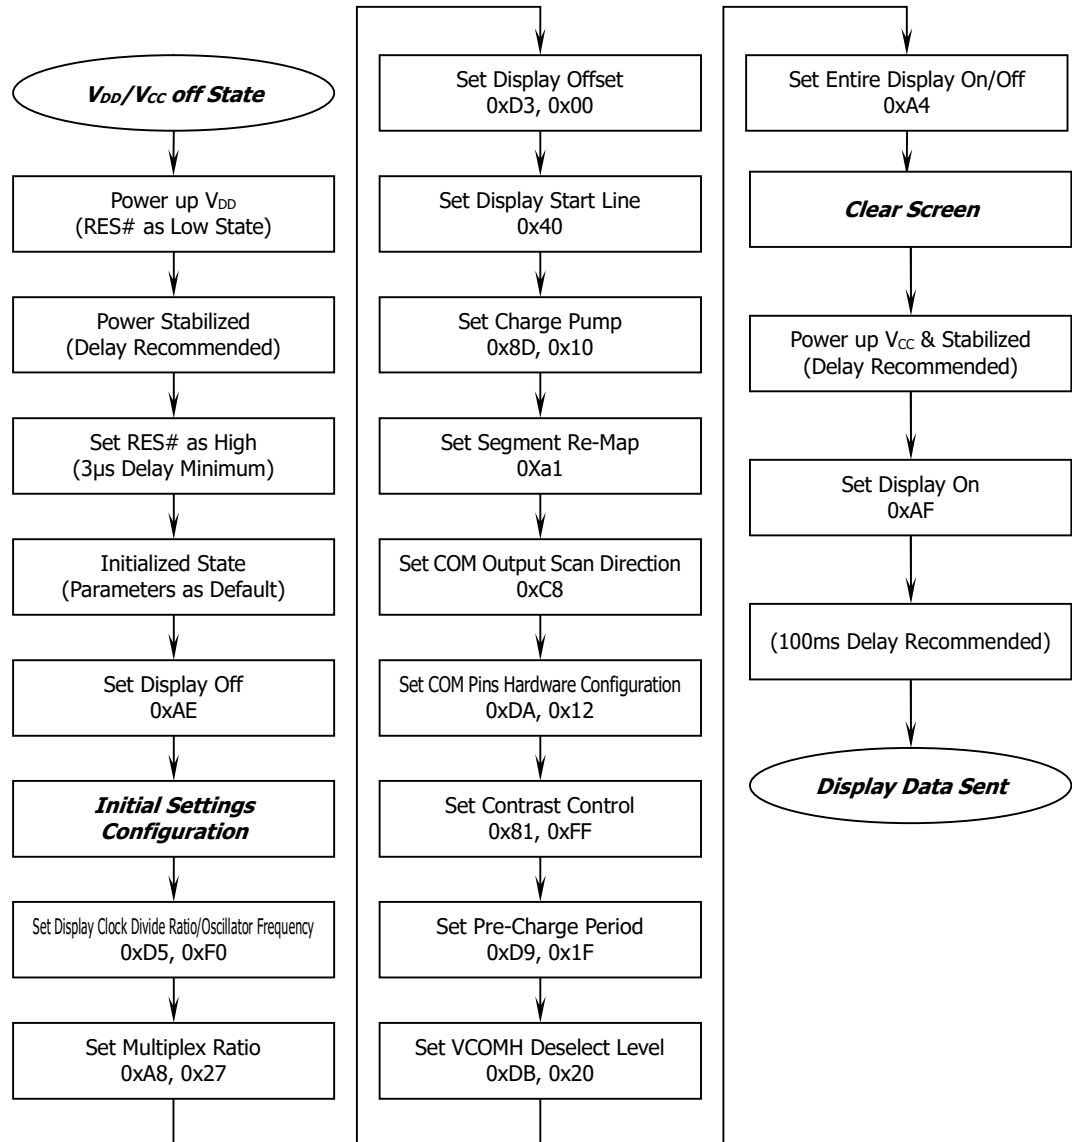 VDD/VCC off State
Power up VDD
(RES# as Low State)
Power Stabilized
(Delay Recommended)
Set RES# as High
(3μs Delay Minimum)
Initialized State
(Parameters as Default)
Set Display Off
0xAE
Initial Settings
Configuration
Set Display Clock Divide Ratio/Oscillator Frequency
0xD5, 0xF0
Set Multiplex Ratio
0xA8, 0x27
Set Display Offset
0xD3, 0x00
Set Display Start Line
0x40
Set Charge Pump
0x8D, 0x10
Set Segment Re-Map
0Xa1
Set COM Output Scan Direction
0xC8
Set COM Pins Hardware Configuration
0xDA, 0x12
Set Contrast Control
0x81, 0xFF
Set Pre-Charge Period
0xD9, 0x1F
Set VCOMH Deselect Level
0xDB, 0x20
Set Entire Display On/Off
0xA4
Clear Screen
Power up VCC & Stabilized
(Delay Recommended)
Set Display On
0xAF
(100ms Delay Recommended)
Display Data Sent